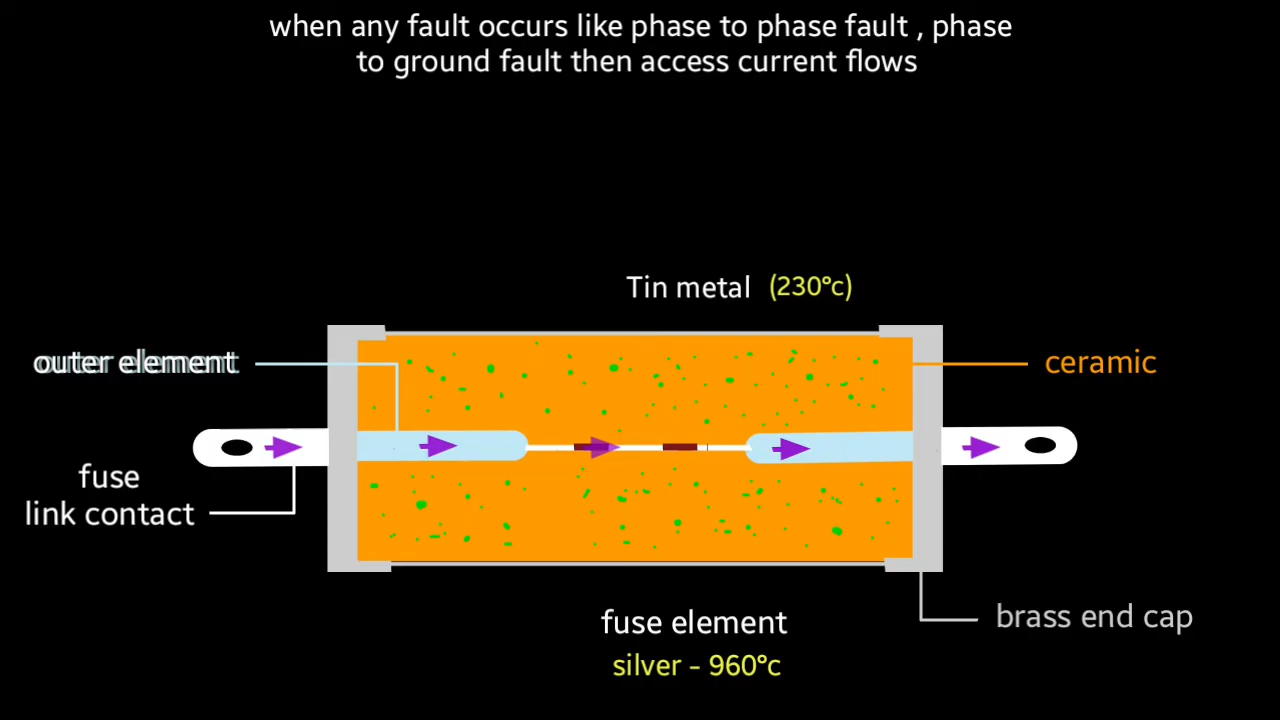 when any fault occurs like phase to phase fault , phase
to ground fault then access current flows
Tin metal (230°c)
outer element
ceramic
fuse
link contact
fuse element
silver - 960°c
brass end cap